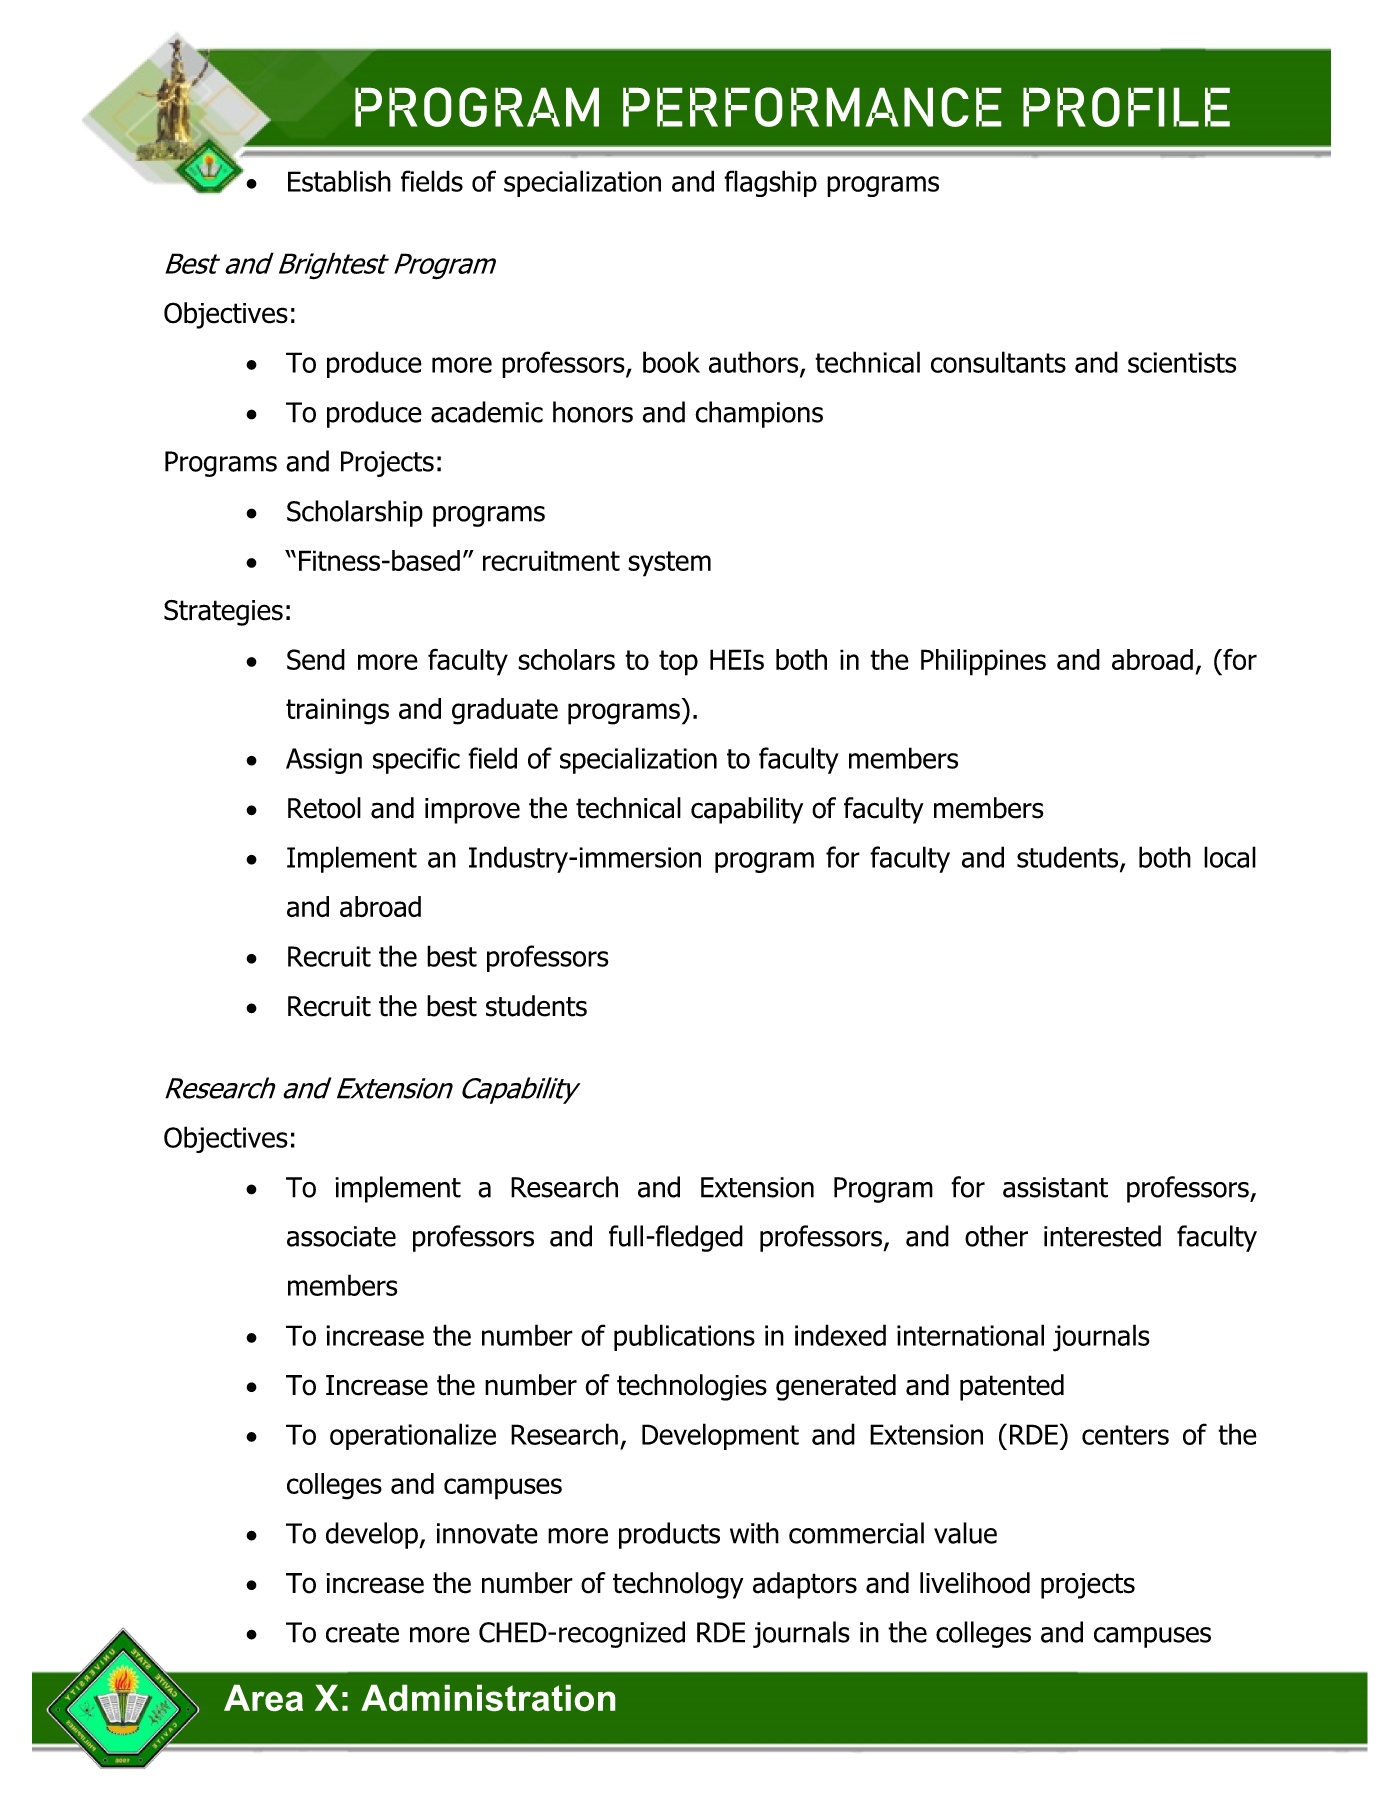 PROGRAM PERFORMANCE PROFILE
• Establish fields of specialization and flagship programs
Best and Brightest Program
Objectives:
• To produce more professors, book authors, technical consultants and scientists
• To produce academic honors and champions
Programs and Projects:
• Scholarship programs
• “Fitness-based” recruitment system
Strategies:
• Send more faculty scholars to top HEIs both in the Philippines and abroad, (for
trainings and graduate programs).
• Assign specific field of specialization to faculty members
• Retool and improve the technical capability of faculty members
• Implement an Industry-immersion program for faculty and students, both local
and abroad
• Recruit the best professors
• Recruit the best students
Research and Extension Capability
Objectives:
• To implement a Research and Extension Program for assistant professors,
associate professors and full-fledged professors, and other interested faculty
members
• To increase the number of publications in indexed international journals
• To Increase the number of technologies generated and patented
• To operationalize Research, Development and Extension (RDE) centers of the
colleges and campuses
• To develop, innovate more products with commercial value
• To increase the number of technology adaptors and livelihood projects
• To create more CHED-recognized RDE journals in the colleges and campuses
CAVITE STATE UNIVERSITY
CAVITE
PHILIPPINES
Area X: Administration